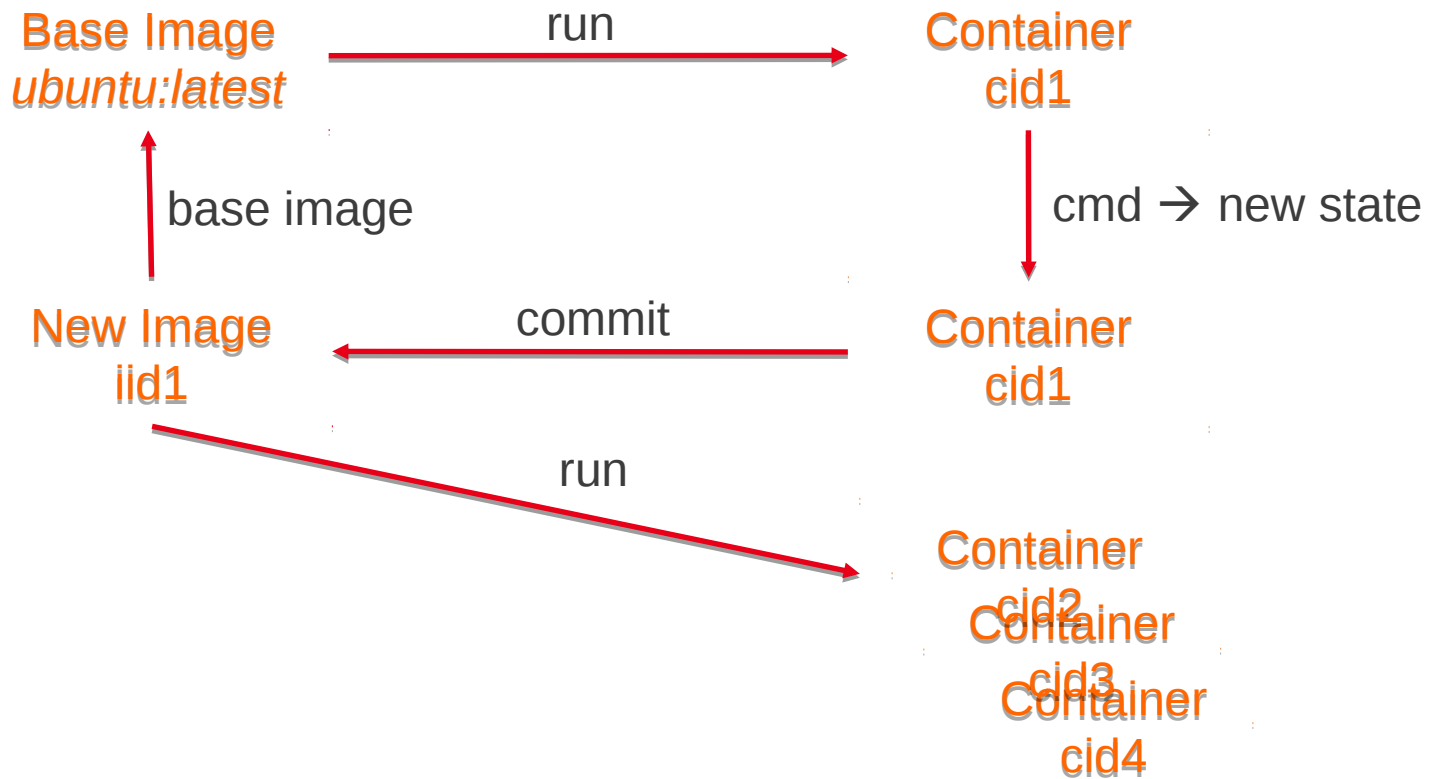 Base Image
ubuntu:latest
run
Container
cid1
base image
cmd → new state
New Image
iid1
commit
Container
cid1
run
Container
cid2
Container
cid3
Container
cid4